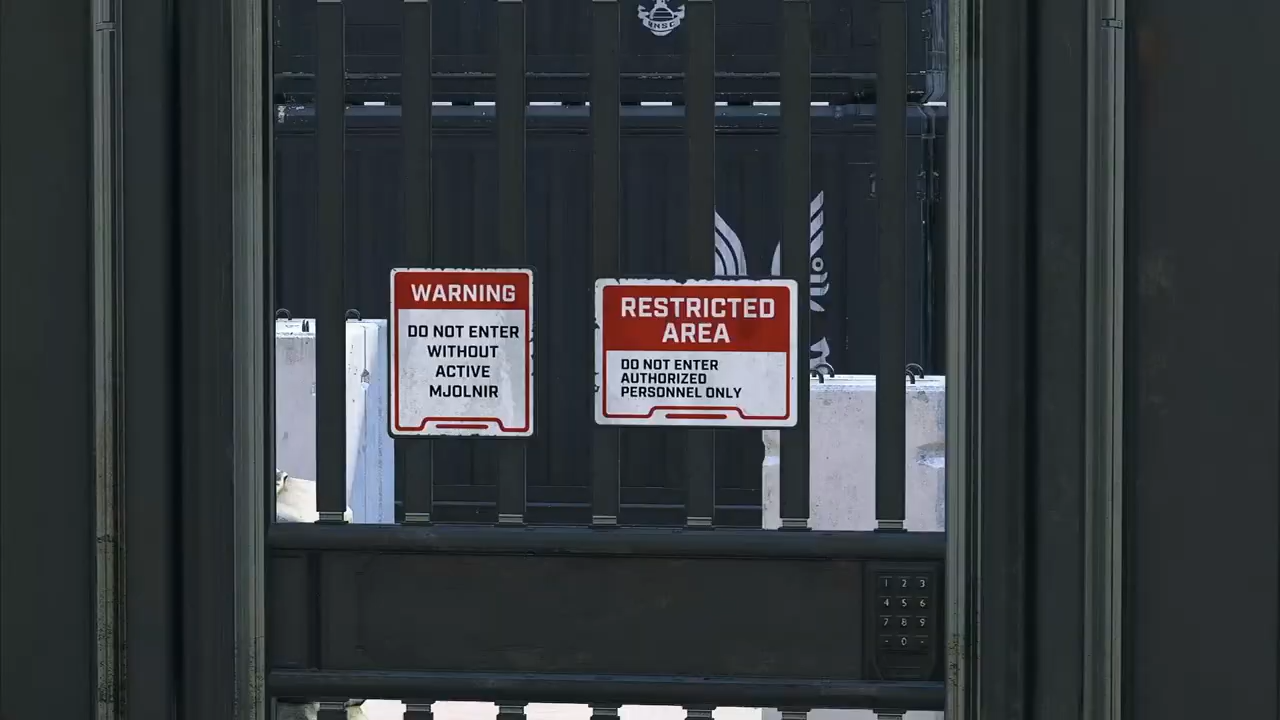 UNSC
WARNING
DO NOT ENTER
WITHOUT
ACTIVE
MJOLNIR
RESTRICTED
AREA
DO NOT ENTER
AUTHORIZED
PERSONNEL ONLY
1 2 3
4 5 6
7 8 9
- 0 -